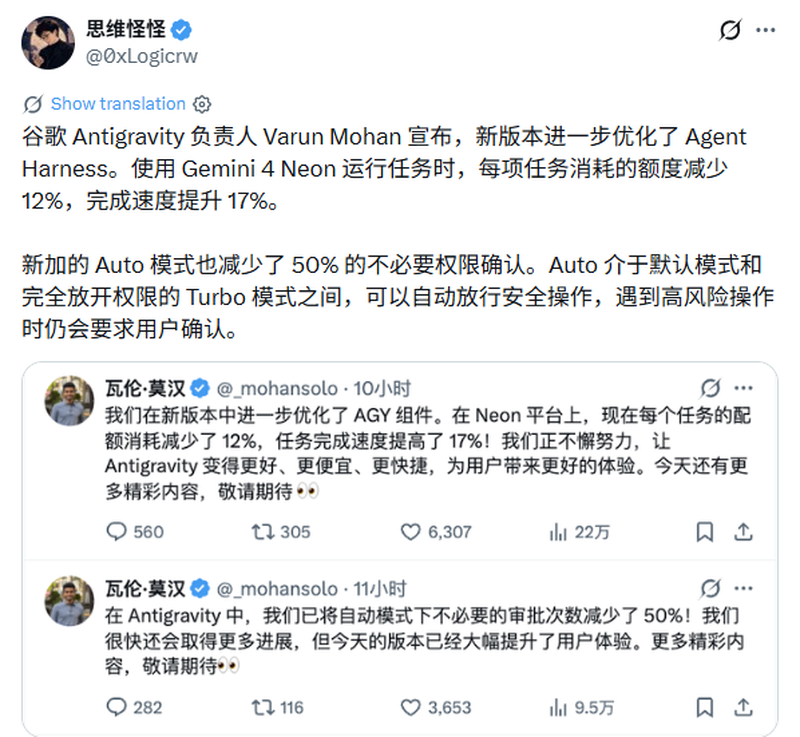 思维怪怪
@0xLogicrw
Show translation
谷歌 Antigravity 负责人 Varun Mohan 宣布，新版本进一步优化了 Agent
Harness。使用 Gemini 4 Neon 运行任务时，每项任务消耗的额度减少
12%，完成速度提升 17%。
新加的 Auto 模式也减少了 50% 的不必要权限确认。Auto 介于默认模式和
完全放开权限的 Turbo 模式之间，可以自动放行安全操作，遇到高风险操作
时仍会要求用户确认。
瓦伦·莫汉 @_mohansolo · 10小时
我们在新版本中进一步优化了 AGY 组件。在 Neon 平台上，现在每个任务的配
额消耗减少了 12%，任务完成速度提高了 17%！我们正不懈努力，让
Antigravity 变得更好、更便宜、更快捷，为用户带来更好的体验。今天还有更
多精彩内容，敬请期待👀
560 305 6,307 22万
瓦伦·莫汉 @_mohansolo · 11小时
在 Antigravity 中，我们已将自动模式下不必要的审批次数减少了 50%！我们
很快还会取得更多进展，但今天的版本已经大幅提升了用户体验。更多精彩内
容，敬请期待👀
282 116 3,653 9.5万